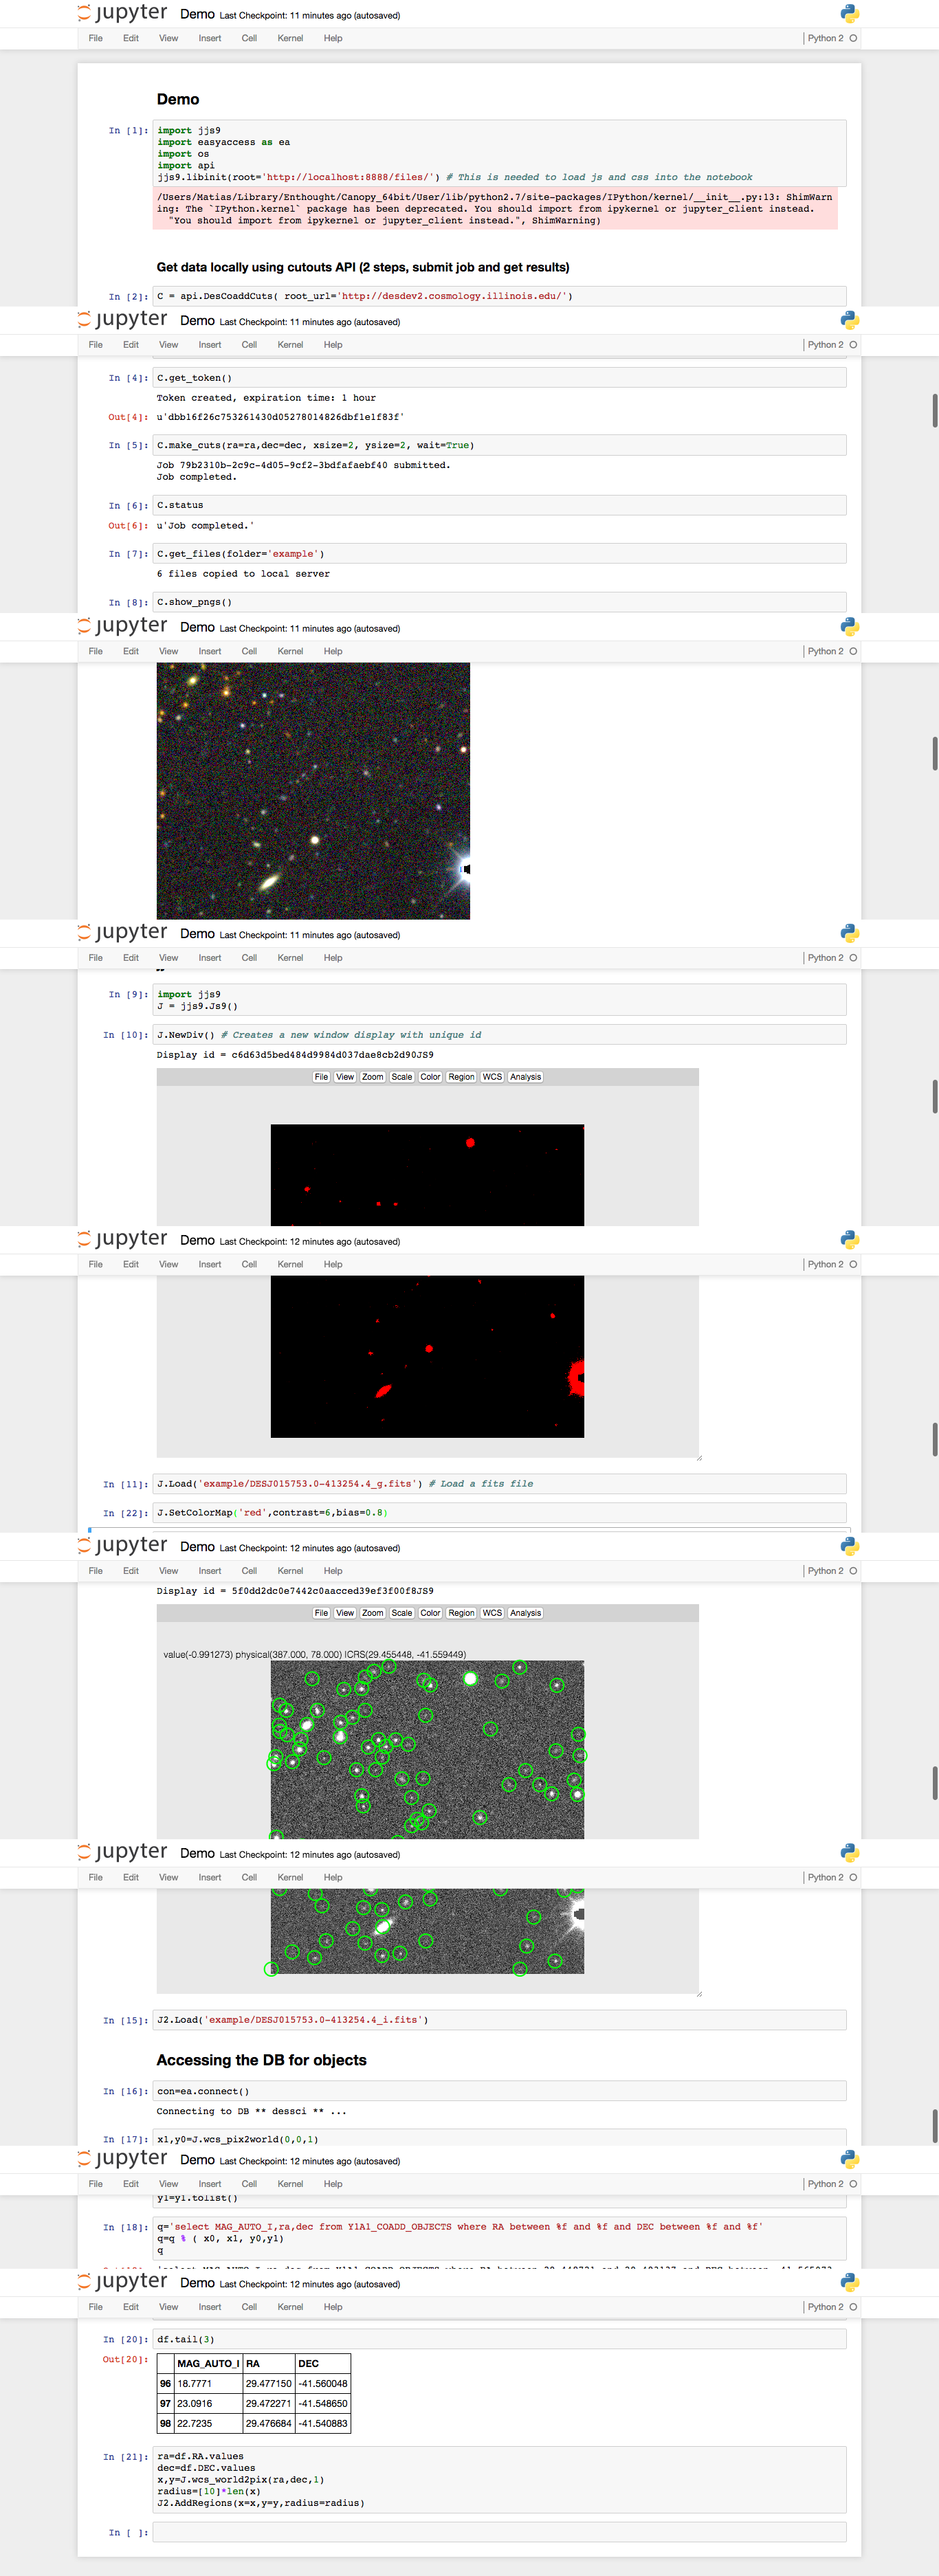 jupyter Demo Last Checkpoint: 11 minutes ago (autosaved)
File Edit View Insert Cell Kernel Help Python 2
Demo
In [1]: import jjs9
import easyaccess as ea
import os
import api
jjs9.libinit(root='http://localhost:8888/files/') # This is needed to load js and css into the notebook
/Users/Matias/Library/Enthought/Canopy_64bit/User/lib/python2.7/site-packages/IPython/kernel/__init__.py:13: ShimWarn
ing: The `IPython.kernel` package has been deprecated. You should import from ipykernel or jupyter_client instead.
"You should import from ipykernel or jupyter_client instead.", ShimWarning)
Get data locally using cutouts API (2 steps, submit job and get results)
In [2]: C = api.DesCoaddCuts( root_url='http://desdev2.cosmology.illinois.edu/')
jupyter Demo Last Checkpoint: 11 minutes ago (autosaved)
File Edit View Insert Cell Kernel Help Python 2
In [4]: C.get_token()
Token created, expiration time: 1 hour
Out[4]: u'dbb16f26c753261430d05278014826dbf1e1f83f'
In [5]: C.make_cuts(ra=ra,dec=dec, xsize=2, ysize=2, wait=True)
Job 79b2310b-2c9c-4d05-9cf2-3bdfafaebf40 submitted.
Job completed.
In [6]: C.status
Out[6]: u'Job completed.'
In [7]: C.get_files(folder='example')
6 files copied to local server
In [8]: C.show_pngs()
jupyter Demo Last Checkpoint: 11 minutes ago (autosaved)
File Edit View Insert Cell Kernel Help Python 2
jupyter Demo Last Checkpoint: 11 minutes ago (autosaved)
File Edit View Insert Cell Kernel Help Python 2
In [9]: import jjs9
J = jjs9.Js9()
In [10]: J.NewDiv() # Creates a new window display with unique id
Display id = c6d63d5bed484d9984d037dae8cb2d90JS9
File View Zoom Scale Color Region WCS Analysis
jupyter Demo Last Checkpoint: 12 minutes ago (autosaved)
File Edit View Insert Cell Kernel Help Python 2
In [11]: J.Load('example/DESJ015753.0-413254.4_g.fits') # Load a fits file
In [22]: J.SetColorMap('red',contrast=6,bias=0.8)
jupyter Demo Last Checkpoint: 12 minutes ago (autosaved)
File Edit View Insert Cell Kernel Help Python 2
Display id = 5f0dd2dc0e7442c0aacced39ef3f00f8JS9
File View Zoom Scale Color Region WCS Analysis
value(-0.991273) physical(387.000, 78.000) ICRS(29.455448, -41.559449)
jupyter Demo Last Checkpoint: 12 minutes ago (autosaved)
File Edit View Insert Cell Kernel Help Python 2
In [15]: J2.Load('example/DESJ015753.0-413254.4_i.fits')
Accessing the DB for objects
In [16]: con=ea.connect()
Connecting to DB ** dessci ** ...
In [17]: x1,y0=J.wcs_pix2world(0,0,1)
jupyter Demo Last Checkpoint: 12 minutes ago (autosaved)
File Edit View Insert Cell Kernel Help Python 2
y1=y1.tolist()
In [18]: q='select MAG_AUTO_I,ra,dec from Y1A1_COADD_OBJECTS where RA between %f and %f and DEC between %f and %f'
q=q % ( x0, x1, y0,y1)
q
jupyter Demo Last Checkpoint: 12 minutes ago (autosaved)
File Edit View Insert Cell Kernel Help Python 2
In [20]: df.tail(3)
Out[20]: MAG_AUTO_I RA DEC
96 18.7771 29.477150 -41.560048
97 23.0916 29.472271 -41.548650
98 22.7235 29.476684 -41.540883
In [21]: ra=df.RA.values
dec=df.DEC.values
x,y=J.wcs_world2pix(ra,dec,1)
radius=[10]*len(x)
J2.AddRegions(x=x,y=y,radius=radius)
In [ ]: